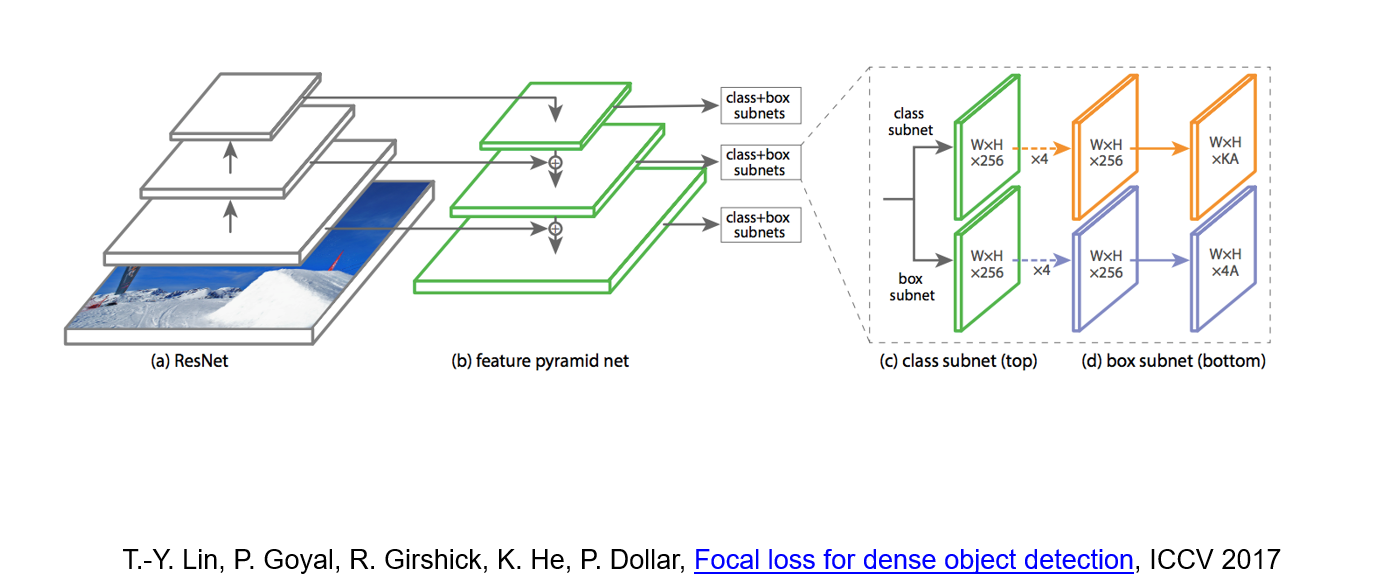 class+box
subnets
class+box
subnets
class+box
subnets
class
subnet
W×H
×256
×4
W×H
×256
W×H
×KA
box
subnet
W×H
×256
×4
W×H
×256
W×H
×4A
(a) ResNet
(b) feature pyramid net
(c) class subnet (top)
(d) box subnet (bottom)
T.-Y. Lin, P. Goyal, R. Girshick, K. He, P. Dollar, Focal loss for dense object detection, ICCV 2017